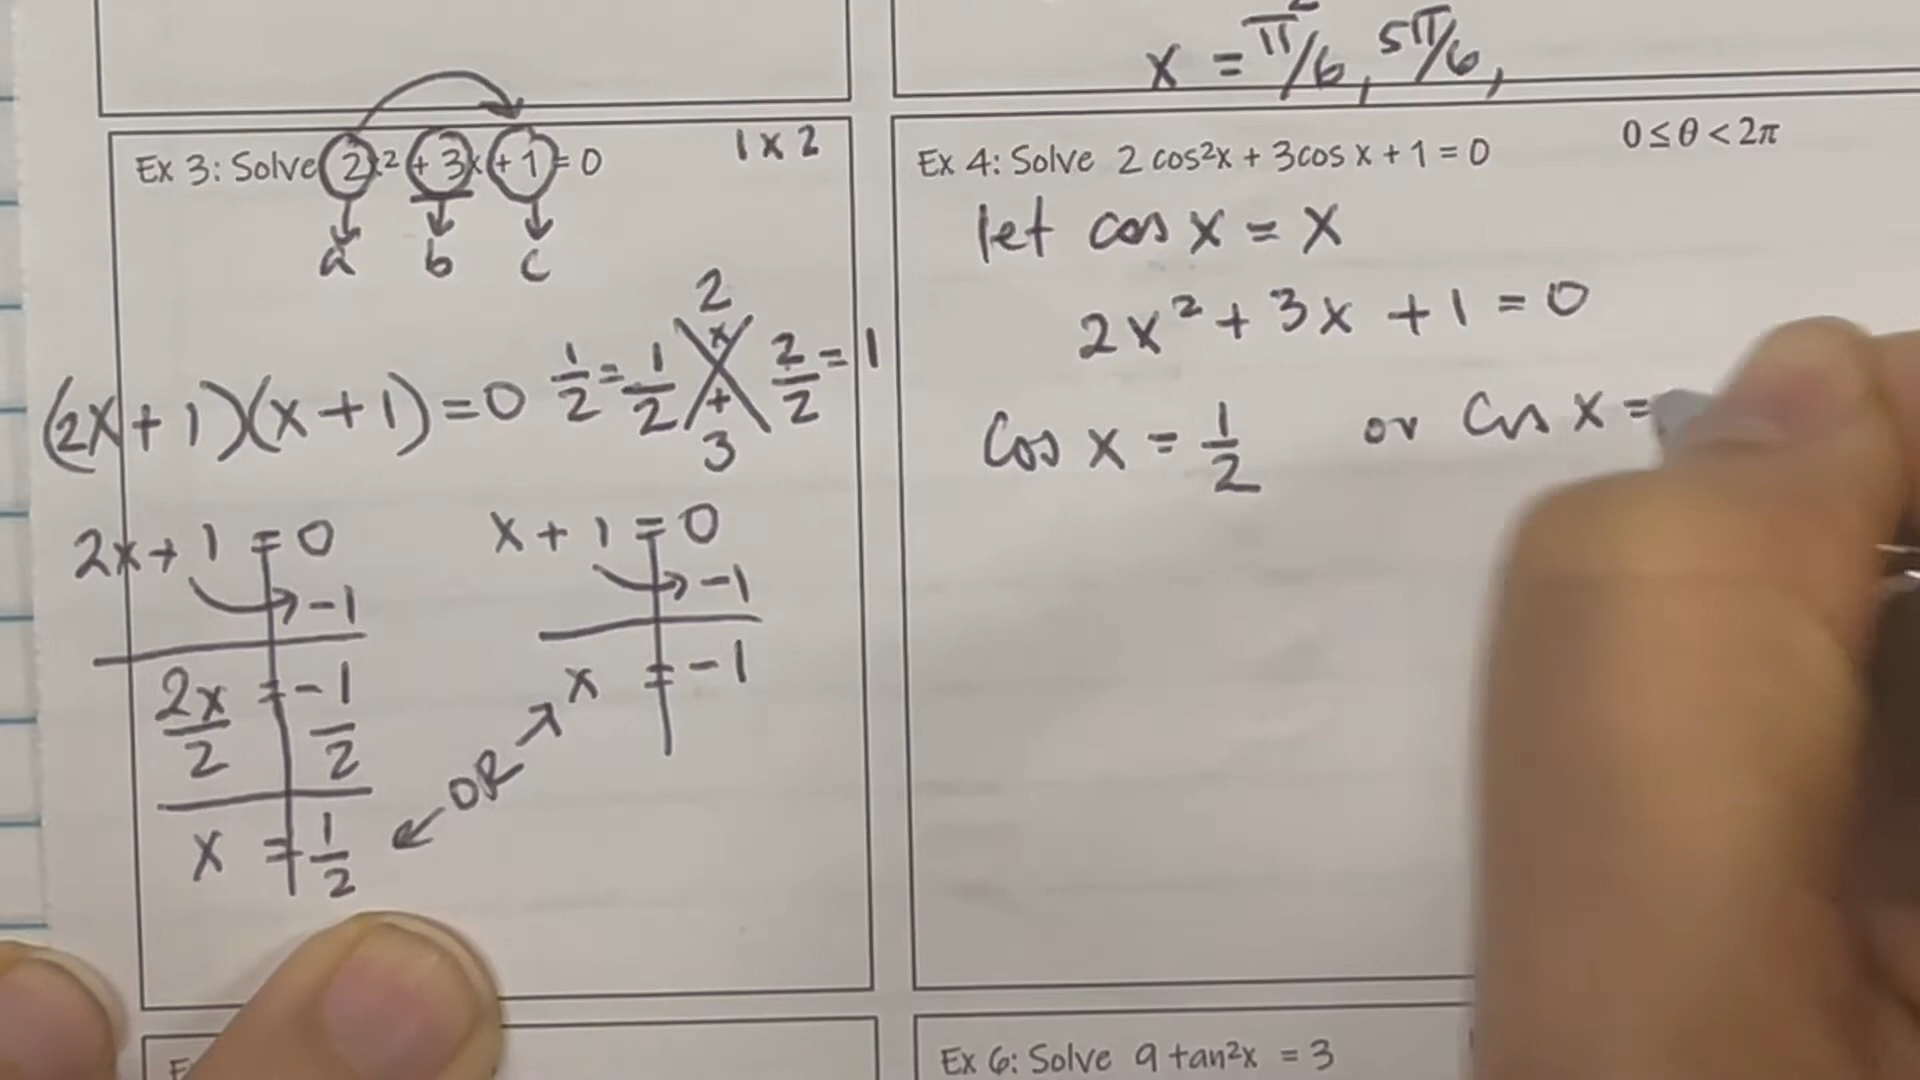 x = π/6, 5π/6,
Ex 3: Solve 2x² + 3x + 1 = 0
1 x 2
a b c
2
(2x + 1)(x + 1) = 0 1/2 = 1/2 x 2/2 = 1
+
3
2x + 1 = 0 x + 1 = 0
-1 -1
2x/2 = -1/2 x = -1
OR
x = 1/2
Ex 4: Solve 2 cos²x + 3cos x + 1 = 0 0 ≤ θ < 2π
let cos x = x
2x² + 3x + 1 = 0
Cos x = 1/2 or Cos x =
Ex 6: Solve 9 tan²x = 3